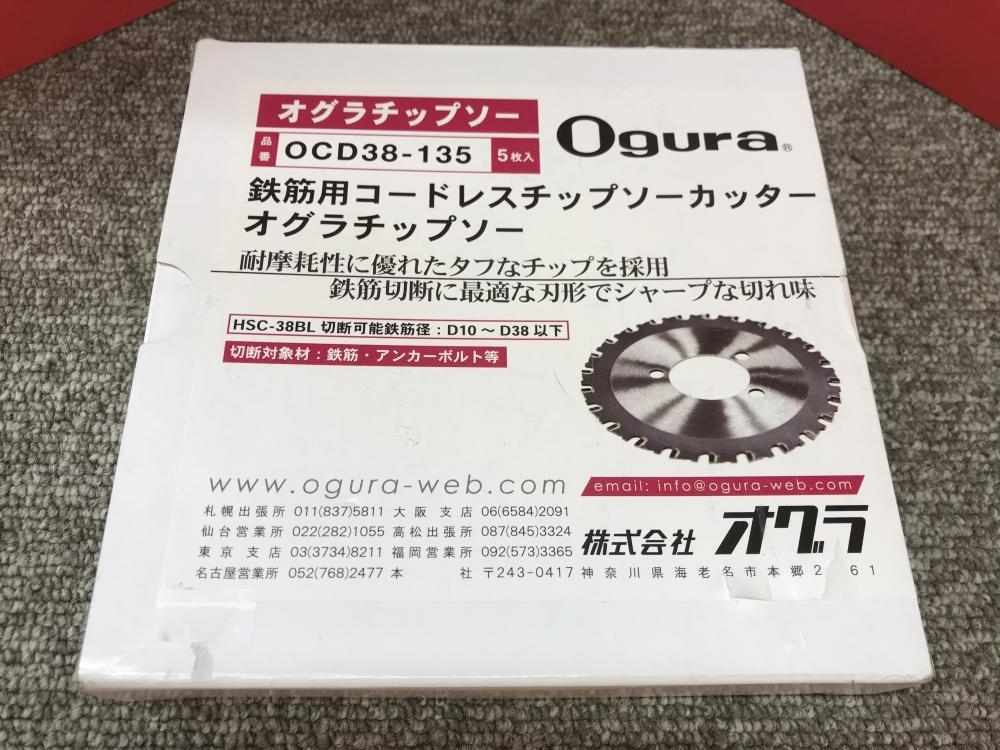 オグラチップソー
Ogura®
品番 OCD38-135 5枚入
鉄筋用コードレスチップソーカッター
オグラチップソー
耐摩耗性に優れたタフなチップを採用
鉄筋切断に最適な刃形でシャープな切れ味
HSC-38BL 切断可能鉄筋径：D10～D38 以下
切断対象材：鉄筋・アンカーボルト等
www.ogura-web.com
email: info@ogura-web.com
札幌出張所 011(837)5811 大阪支店 06(6584)2091
仙台営業所 022(282)1055 高松出張所 087(845)3324
東京支店 03(3734)8211 福岡営業所 092(573)3365
株式会社 オグラ
名古屋営業所 052(768)2477 本社 〒243-0417 神奈川県海老名市本郷2 61